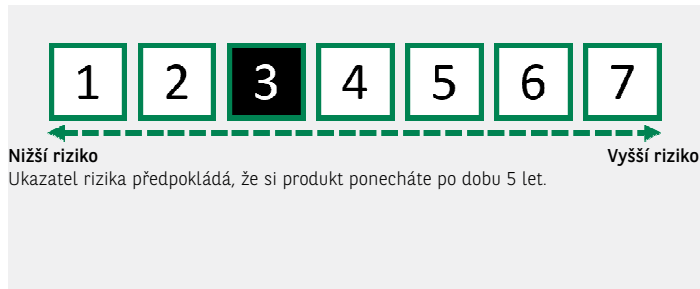 1 2 3 4 5 6 7
Nižší riziko Vyšší riziko
Ukazatel rizika předpokládá, že si produkt ponecháte po dobu 5 let.